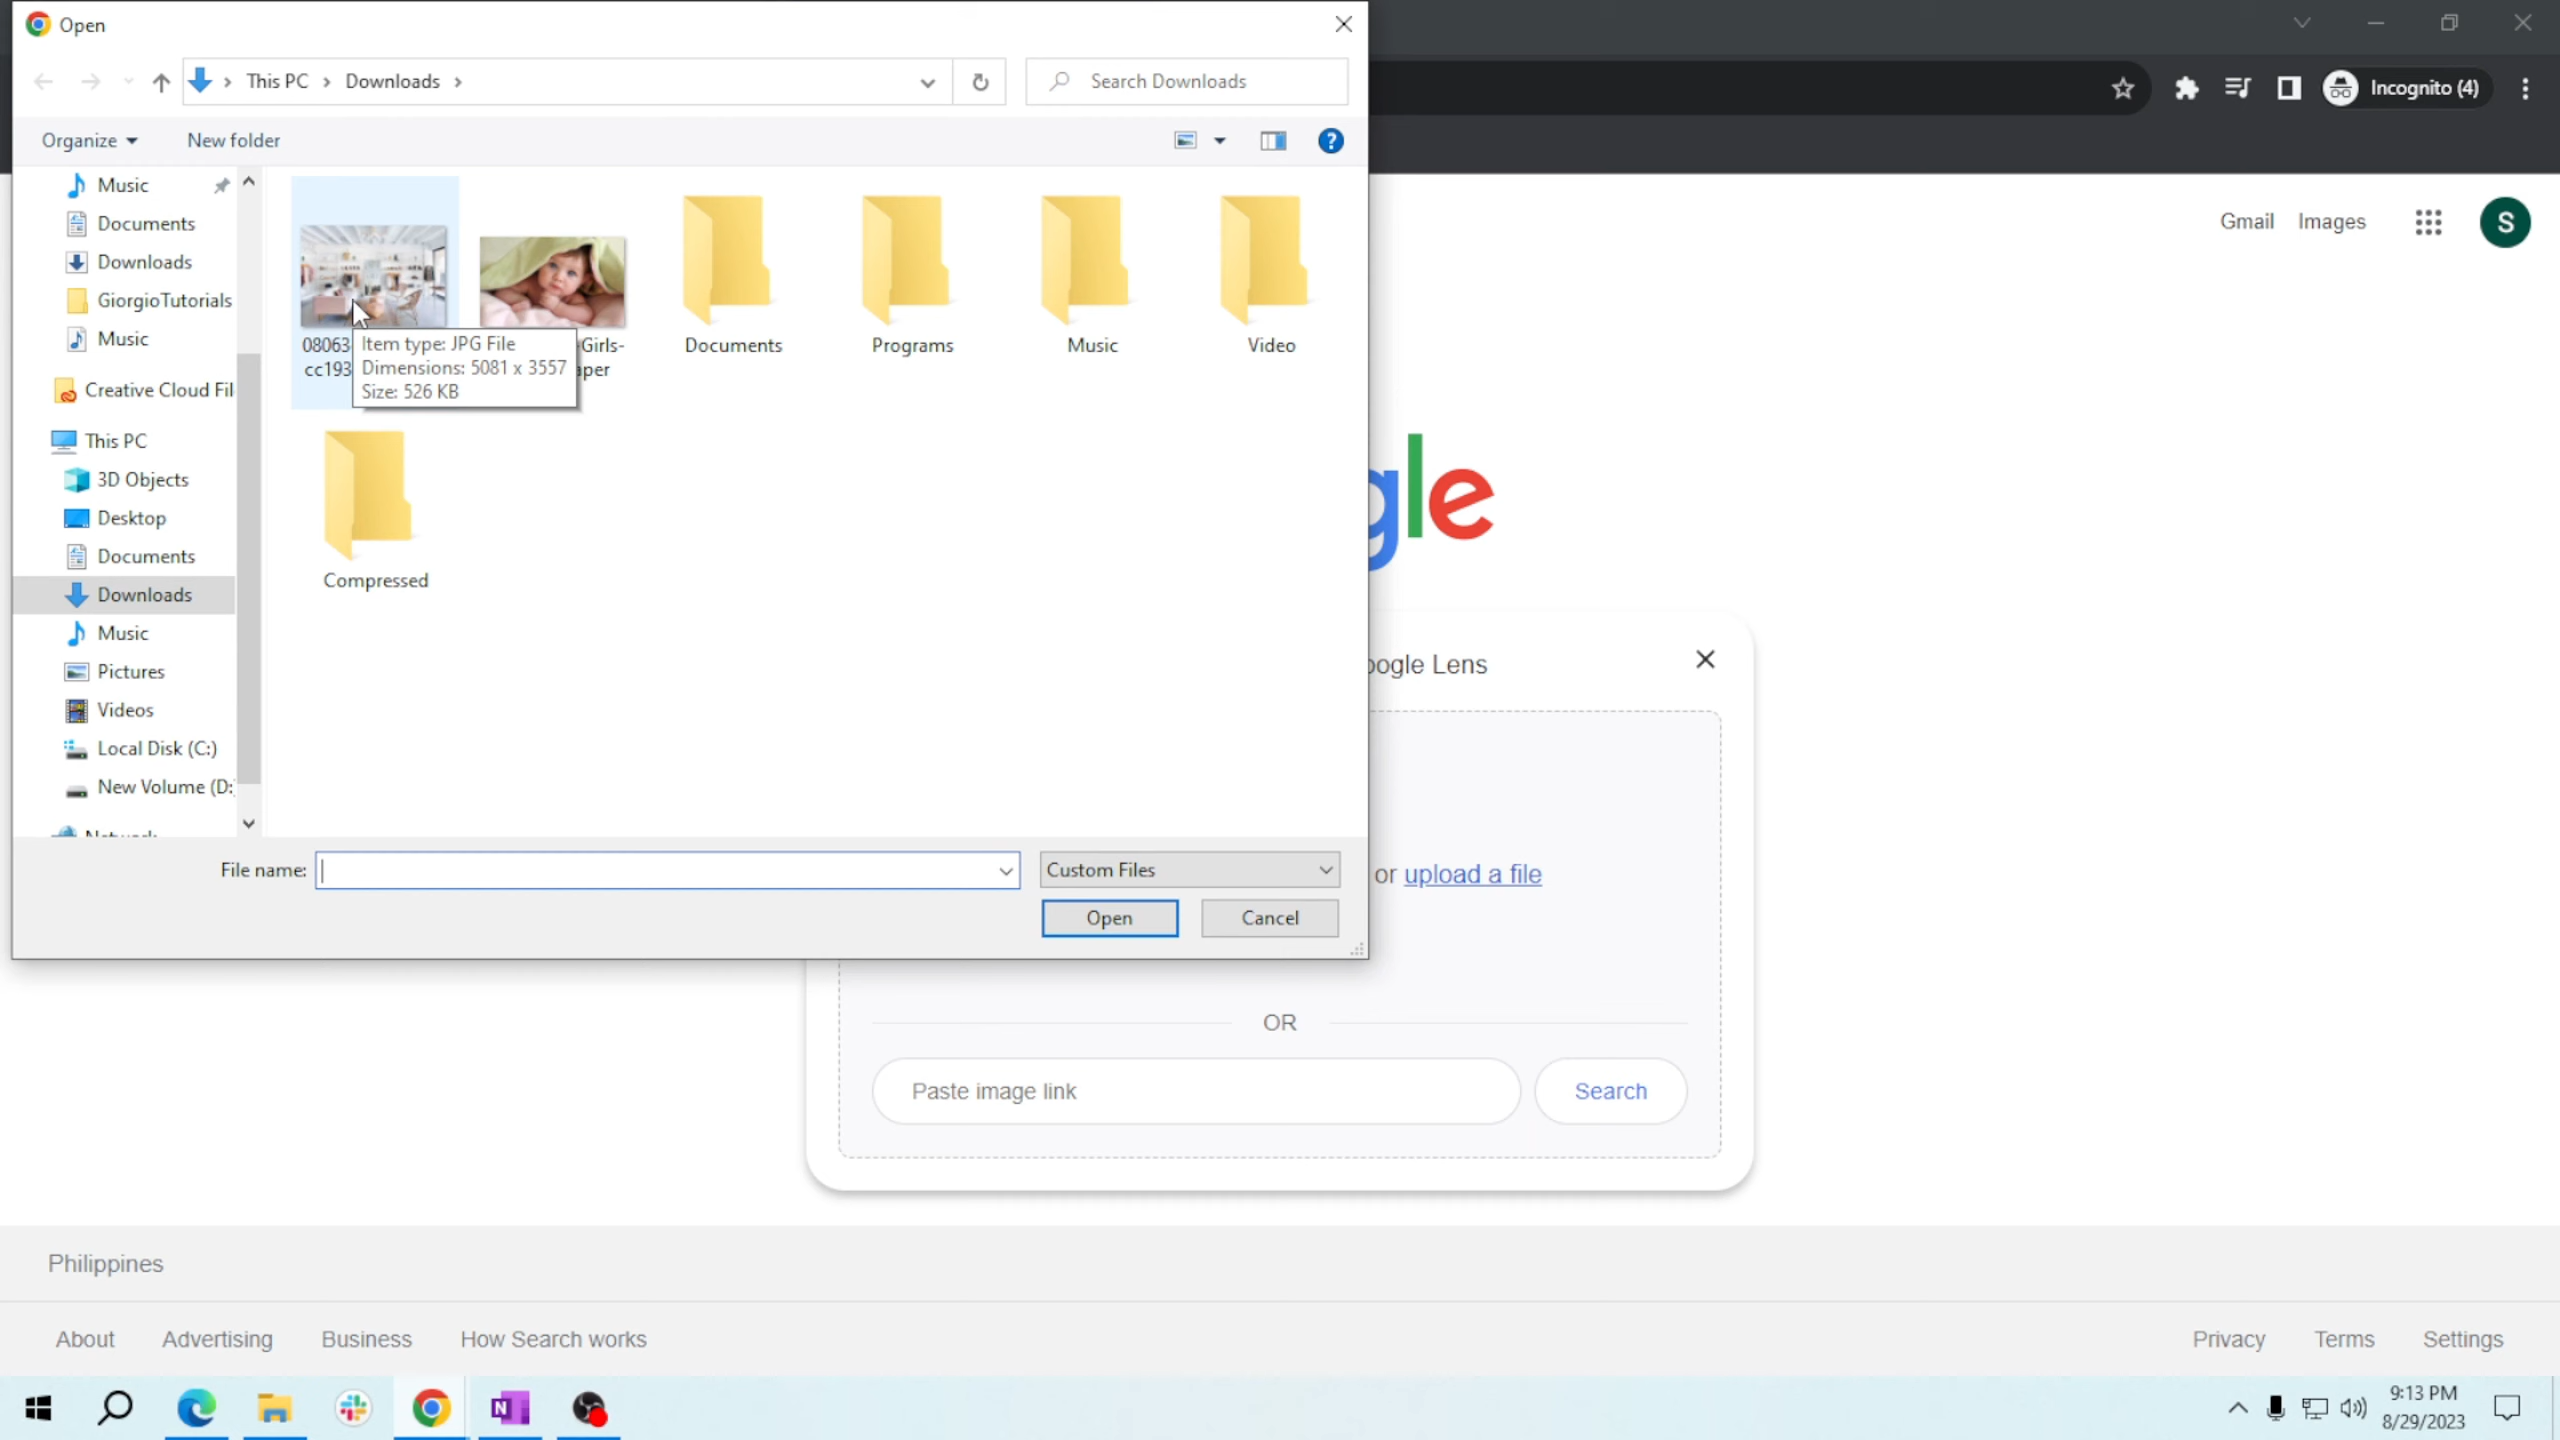 Open
This PC
Downloads
Search Downloads
Incognito (4)
Organize
New folder
Gmail
Images
S
Music
Documents
Downloads
GiorgioTutorials
Music
Creative Cloud Fil
This PC
3D Objects
Desktop
Documents
Downloads
Music
Pictures
Videos
Local Disk (C:)
New Volume (D:
08063
cc193
Girls-
aper
Item type: JPG File
Dimensions: 5081 x 3557
Size: 526 KB
Documents
Programs
Music
Video
Compressed
File name:
Custom Files
Open
Cancel
gle
oogle Lens
or upload a file
OR
Paste image link
Search
Philippines
About
Advertising
Business
How Search works
Privacy
Terms
Settings
9:13 PM
8/29/2023